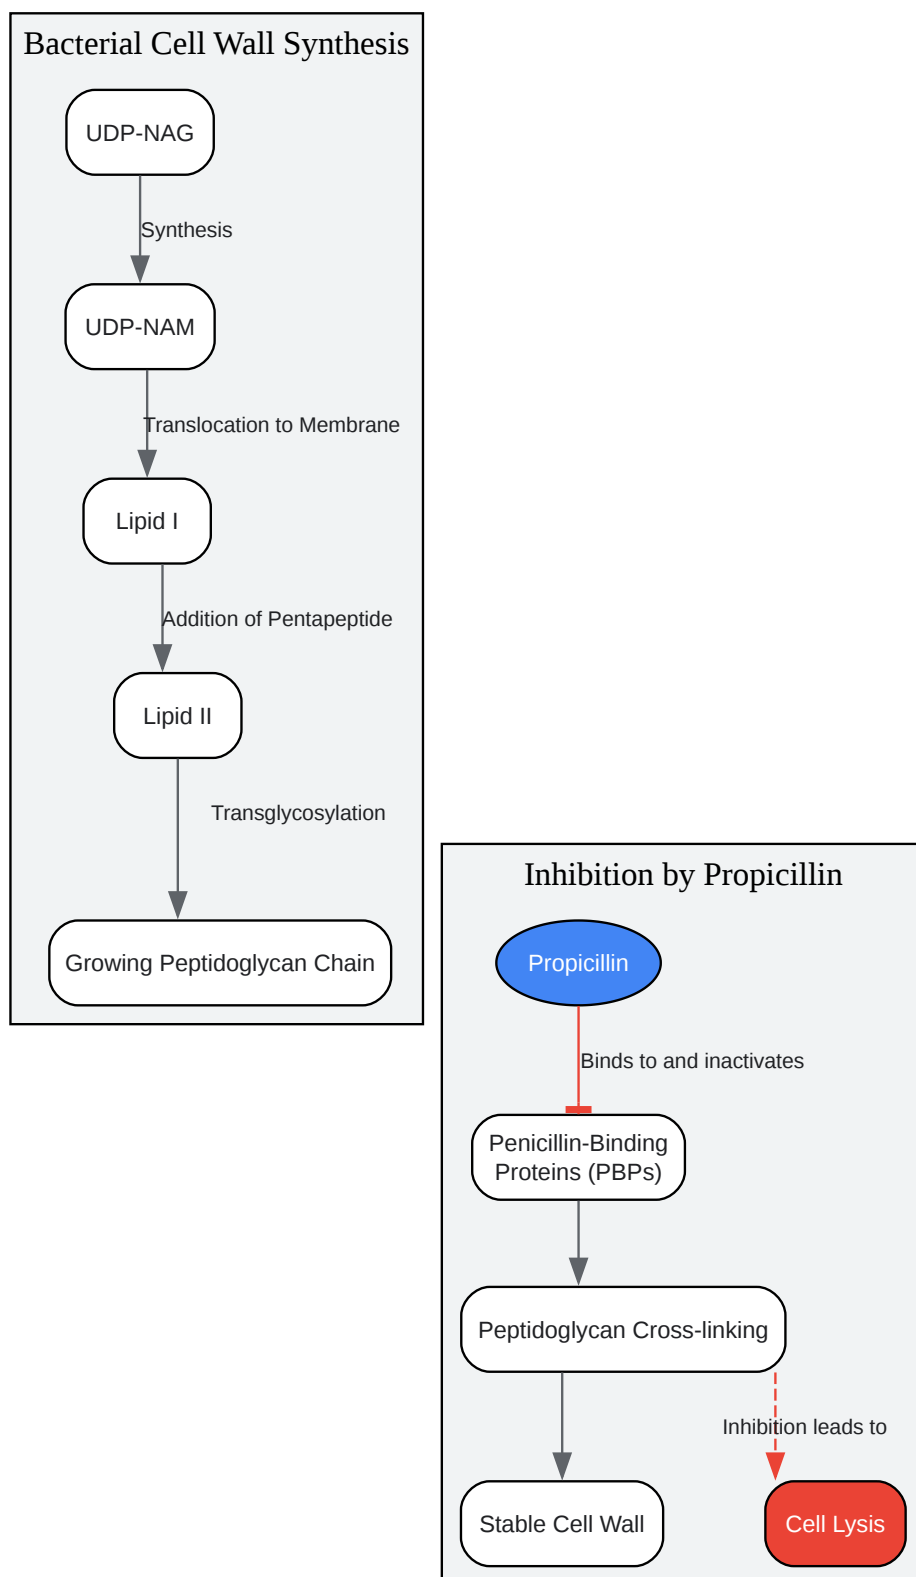 Bacterial Cell Wall Synthesis
UDP-NAG
Synthesis
UDP-NAM
Translocation to Membrane
Lipid I
Addition of Pentapeptide
Lipid II
Transglycosylation
Growing Peptidoglycan Chain
Inhibition by Propicillin
Propicillin
Binds to and inactivates
Penicillin-Binding
Proteins (PBPs)
Peptidoglycan Cross-linking
Inhibition leads to
Stable Cell Wall
Cell Lysis